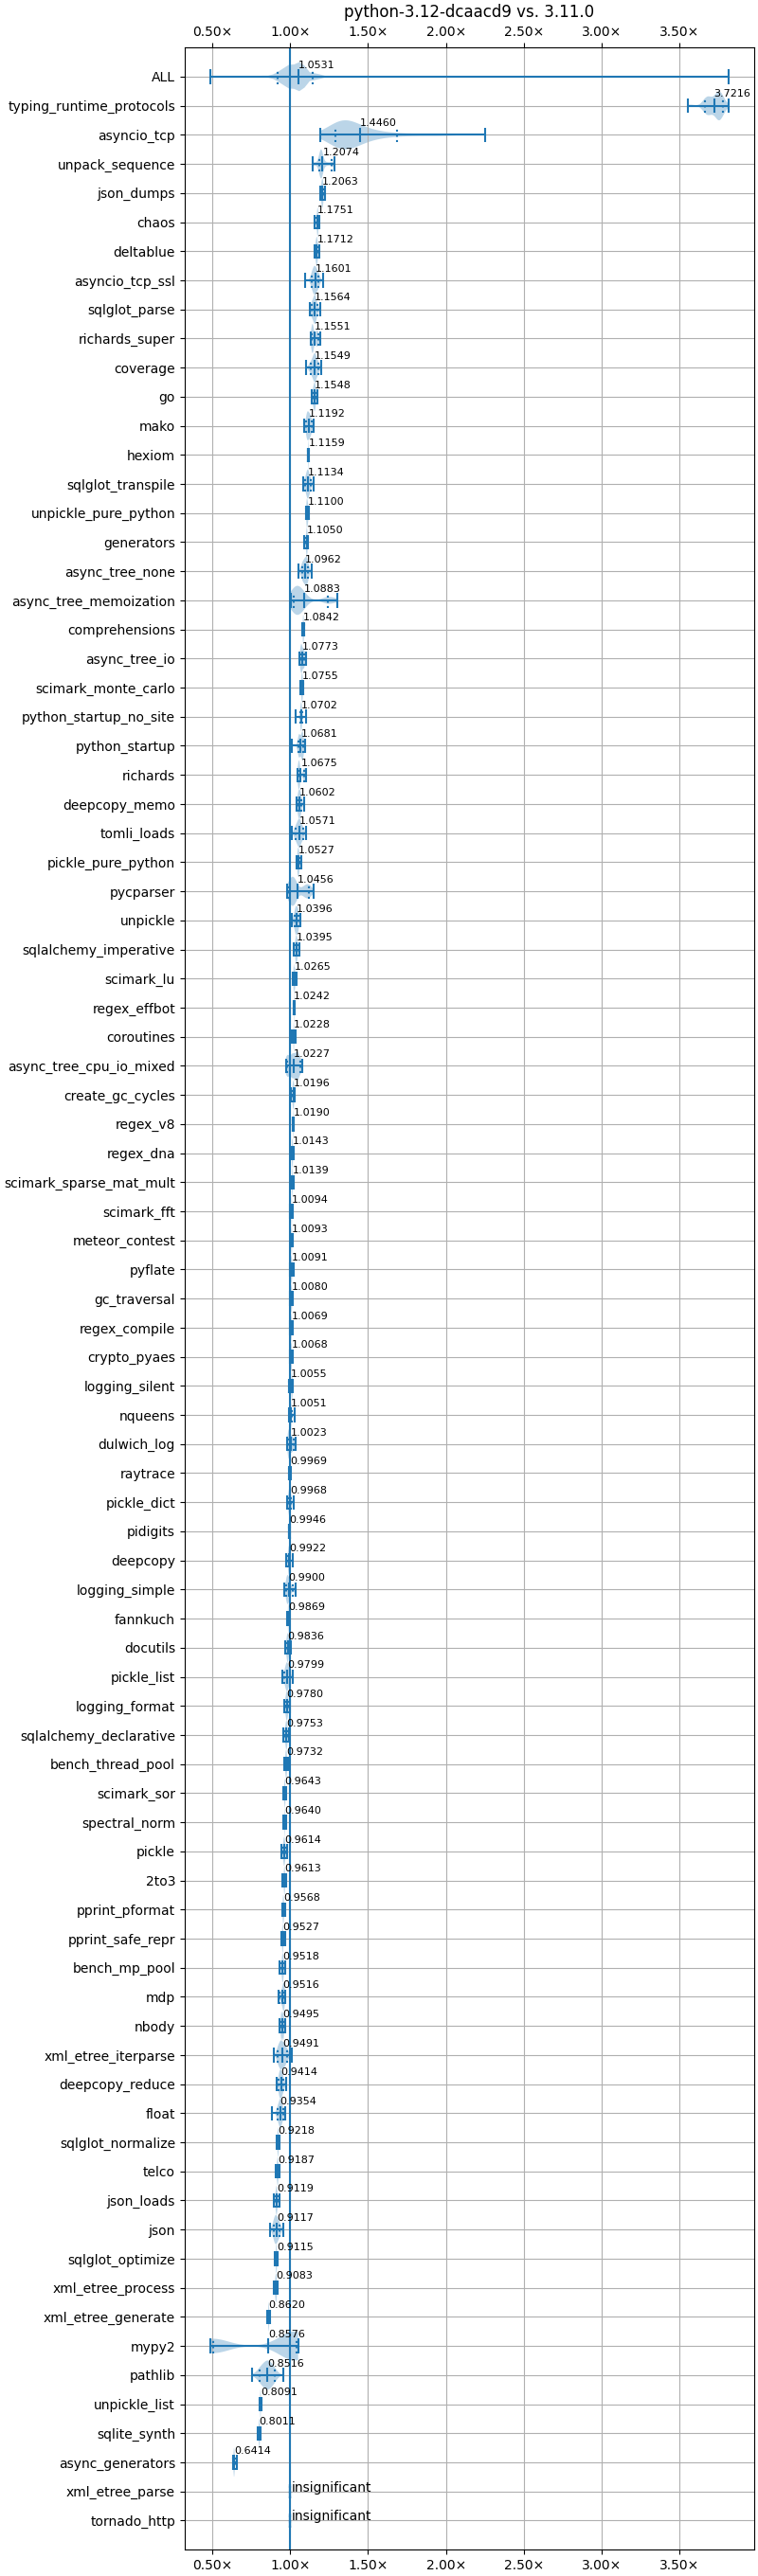 python-3.12-dcaacd9 vs. 3.11.0
0.50× 1.00× 1.50× 2.00× 2.50× 3.00× 3.50×
ALL 1.0531
typing_runtime_protocols 3.7216
asyncio_tcp 1.4460
unpack_sequence 1.2074
json_dumps 1.2063
chaos 1.1751
deltablue 1.1712
asyncio_tcp_ssl 1.1601
sqlglot_parse 1.1564
richards_super 1.1551
coverage 1.1549
go 1.1548
mako 1.1192
hexiom 1.1159
sqlglot_transpile 1.1134
unpickle_pure_python 1.1100
generators 1.1050
async_tree_none 1.0962
async_tree_memoization 1.0883
comprehensions 1.0842
async_tree_io 1.0773
scimark_monte_carlo 1.0755
python_startup_no_site 1.0702
python_startup 1.0681
richards 1.0675
deepcopy_memo 1.0602
tomli_loads 1.0571
pickle_pure_python 1.0527
pycparser 1.0456
unpickle 1.0396
sqlalchemy_imperative 1.0395
scimark_lu 1.0265
regex_effbot 1.0242
coroutines 1.0228
async_tree_cpu_io_mixed 1.0227
create_gc_cycles 1.0196
regex_v8 1.0190
regex_dna 1.0143
scimark_sparse_mat_mult 1.0139
scimark_fft 1.0094
meteor_contest 1.0093
pyflate 1.0091
gc_traversal 1.0080
regex_compile 1.0069
crypto_pyaes 1.0068
logging_silent 1.0055
nqueens 1.0051
dulwich_log 1.0023
raytrace 0.9969
pickle_dict 0.9968
pidigits 0.9946
deepcopy 0.9922
logging_simple 0.9900
fannkuch 0.9869
docutils 0.9836
pickle_list 0.9799
logging_format 0.9780
sqlalchemy_declarative 0.9753
bench_thread_pool 0.9732
scimark_sor 0.9643
spectral_norm 0.9640
pickle 0.9614
2to3 0.9613
pprint_pformat 0.9568
pprint_safe_repr 0.9527
bench_mp_pool 0.9518
mdp 0.9516
nbody 0.9495
xml_etree_iterparse 0.9491
deepcopy_reduce 0.9414
float 0.9354
sqlglot_normalize 0.9218
telco 0.9187
json_loads 0.9119
json 0.9117
sqlglot_optimize 0.9115
xml_etree_process 0.9083
xml_etree_generate 0.8620
mypy2 0.8576
pathlib 0.8516
unpickle_list 0.8091
sqlite_synth 0.8011
async_generators 0.6414
xml_etree_parse insignificant
tornado_http insignificant
0.50× 1.00× 1.50× 2.00× 2.50× 3.00× 3.50×